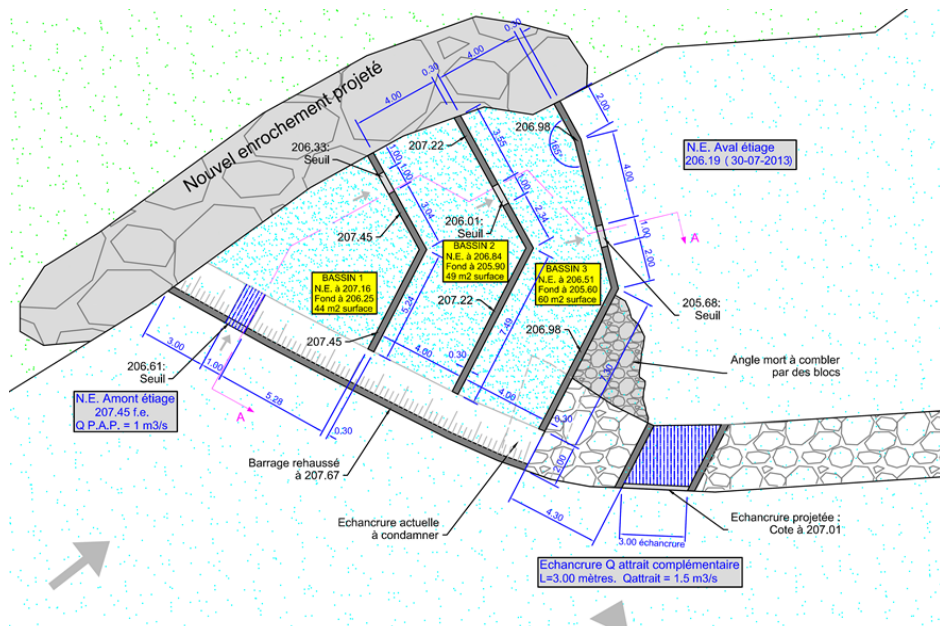 Nouvel enrochement projeté
0.30
4.00
0.30
4.00
2.00
206.33:
Seuil
207.22
206.98
165°
3.55
1.00
1.00
4.00
N.E. Aval étiage
206.19 ( 30-07-2013)
1.00
3.04
2.34
206.01:
Seuil
207.45
1.00
2.00
A
BASSIN 1
N.E. à 207.16
Fond à 206.25
44 m2 surface
BASSIN 2
N.E. à 206.84
Fond à 205.90
49 m2 surface
BASSIN 3
N.E. à 206.51
Fond à 205.60
60 m2 surface
205.68:
Seuil
5.24
207.22
7.49
206.98
207.45
3.00
1.00
4.00
0.30
7.30
Angle mort à combler
par des blocs
206.61:
Seuil
5.28
4.00
0.30
N.E. Amont étiage
207.45 f.e.
Q P.A.P. = 1 m3/s
A
0.30
Barrage rehaussé
à 207.67
2.00
Echancrure actuelle
à condamner
4.30
3.00 échancrure
Echancrure projetée :
Cote à 207.01
Echancrure Q attrait complémentaire
L=3.00 mètres. Qattrait = 1.5 m3/s